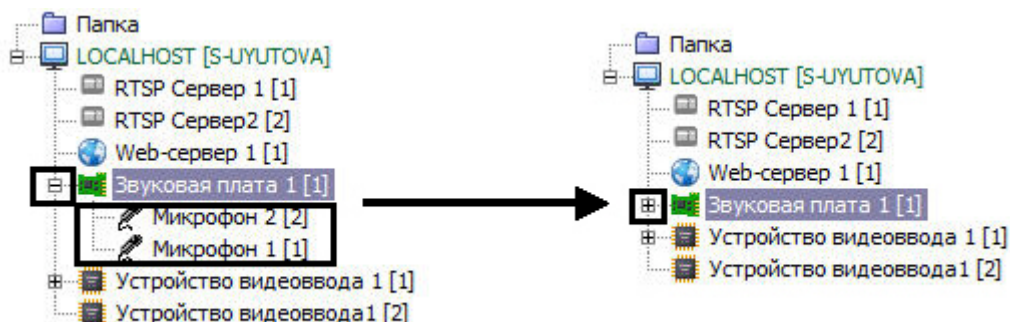 Папка
LOCALHOST [S-UYUTOVA]
RTSP Сервер 1 [1]
RTSP Сервер2 [2]
Web-сервер 1 [1]
Звуковая плата 1 [1]
Микрофон 2 [2]
Микрофон 1 [1]
Устройство видеоввода 1 [1]
Устройство видеоввода1 [2]
Папка
LOCALHOST [S-UYUTOVA]
RTSP Сервер 1 [1]
RTSP Сервер2 [2]
Web-сервер 1 [1]
Звуковая плата 1 [1]
Устройство видеоввода 1 [1]
Устройство видеоввода1 [2]